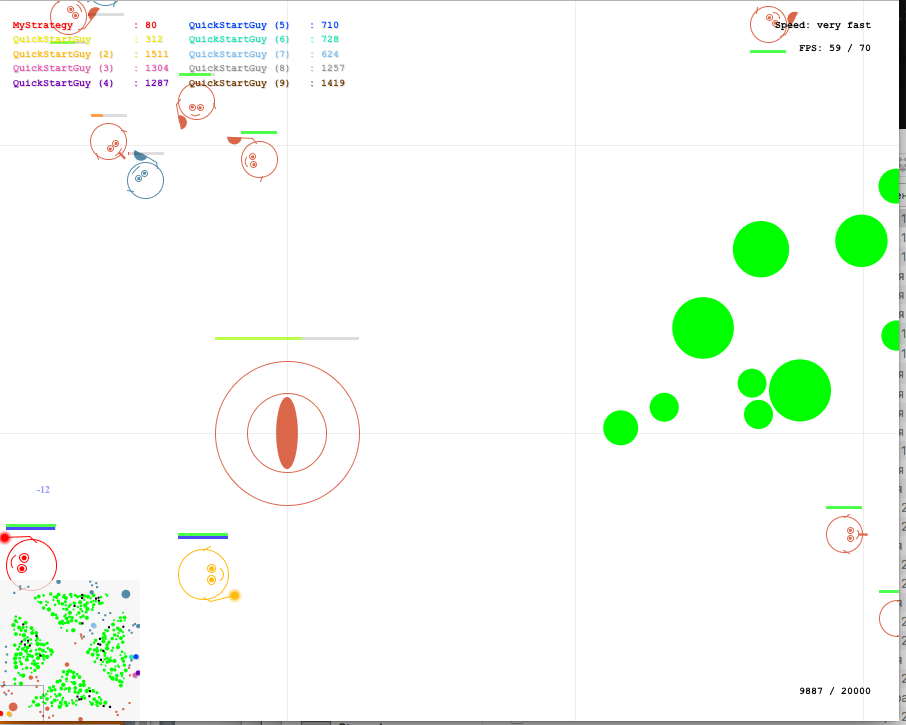 MyStrategy : 80 QuickStartGuy (5) : 710 Speed: very fast
QuickStartGuy : 312 QuickStartGuy (6) : 728
FPS: 59 / 70
QuickStartGuy (2) : 1511 QuickStartGuy (7) : 624
QuickStartGuy (3) : 1304 QuickStartGuy (8) : 1257
QuickStartGuy (4) : 1287 QuickStartGuy (9) : 1419
-12
9887 / 20000